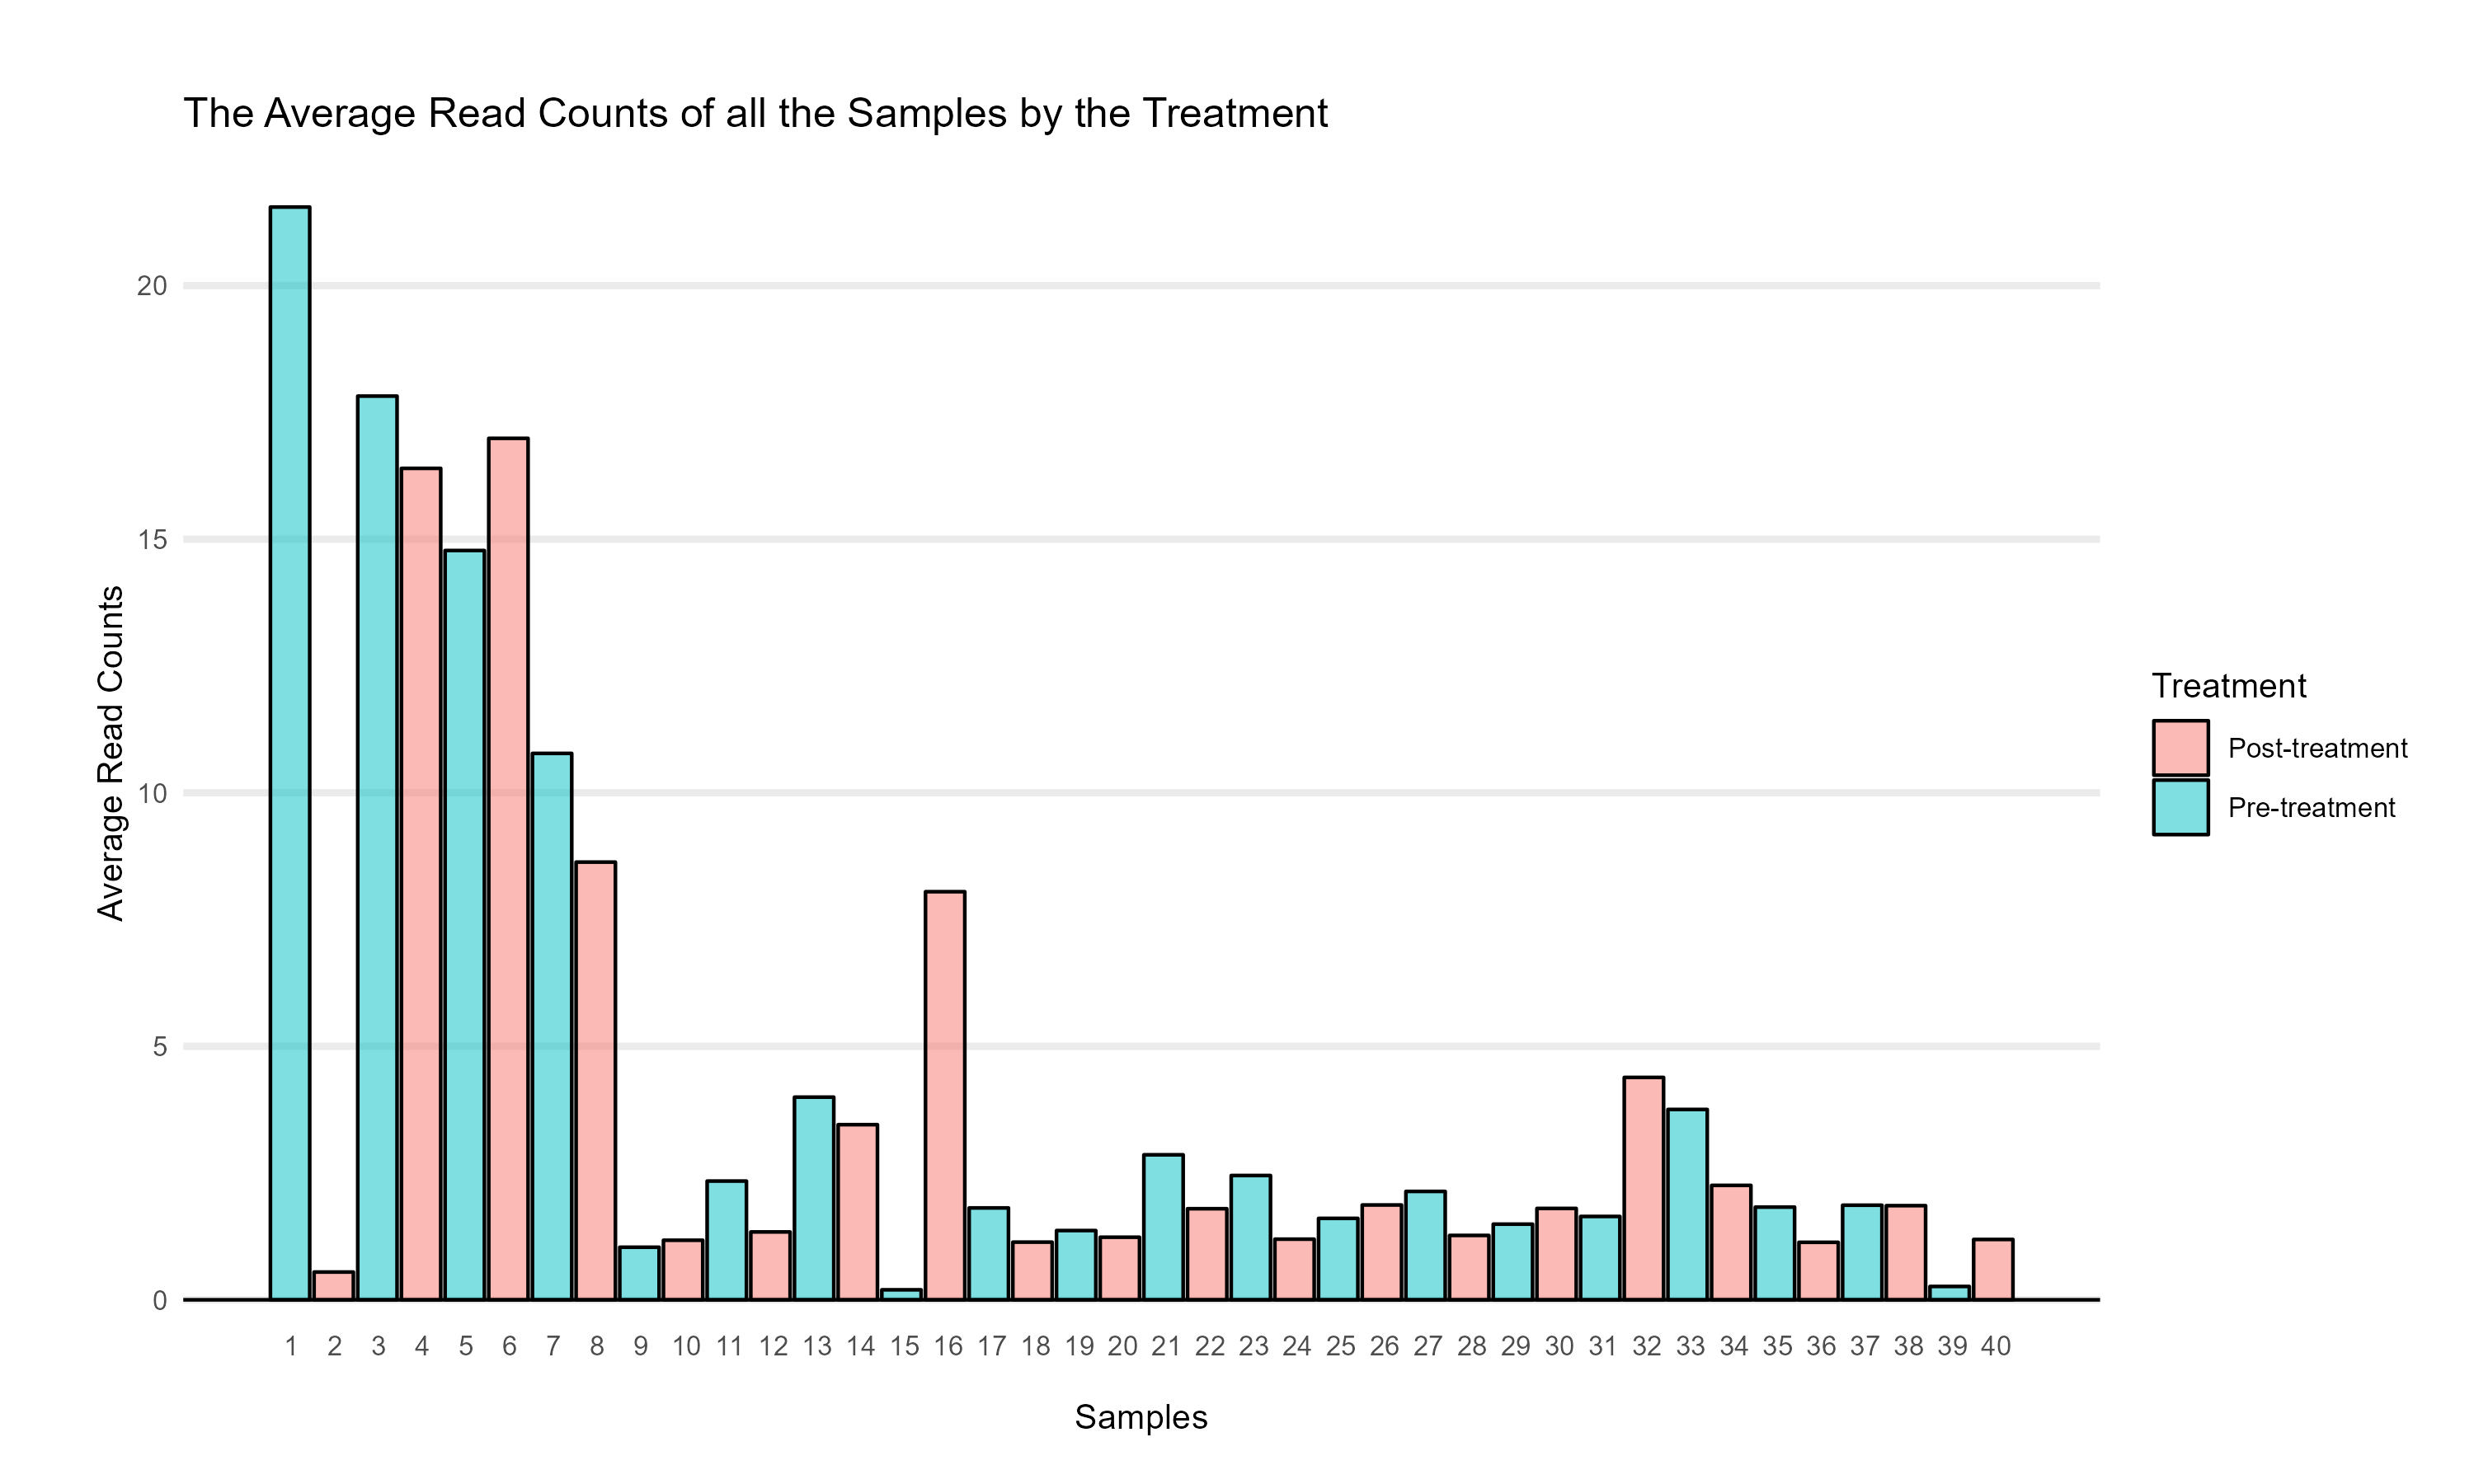 The Average Read Counts of all the Samples by the Treatment
20
15
10
5
0
Average Read Counts
1 2 3 4 5 6 7 8 9 10 11 12 13 14 15 16 17 18 19 20 21 22 23 24 25 26 27 28 29 30 31 32 33 34 35 36 37 38 39 40
Samples
Treatment
Post-treatment
Pre-treatment